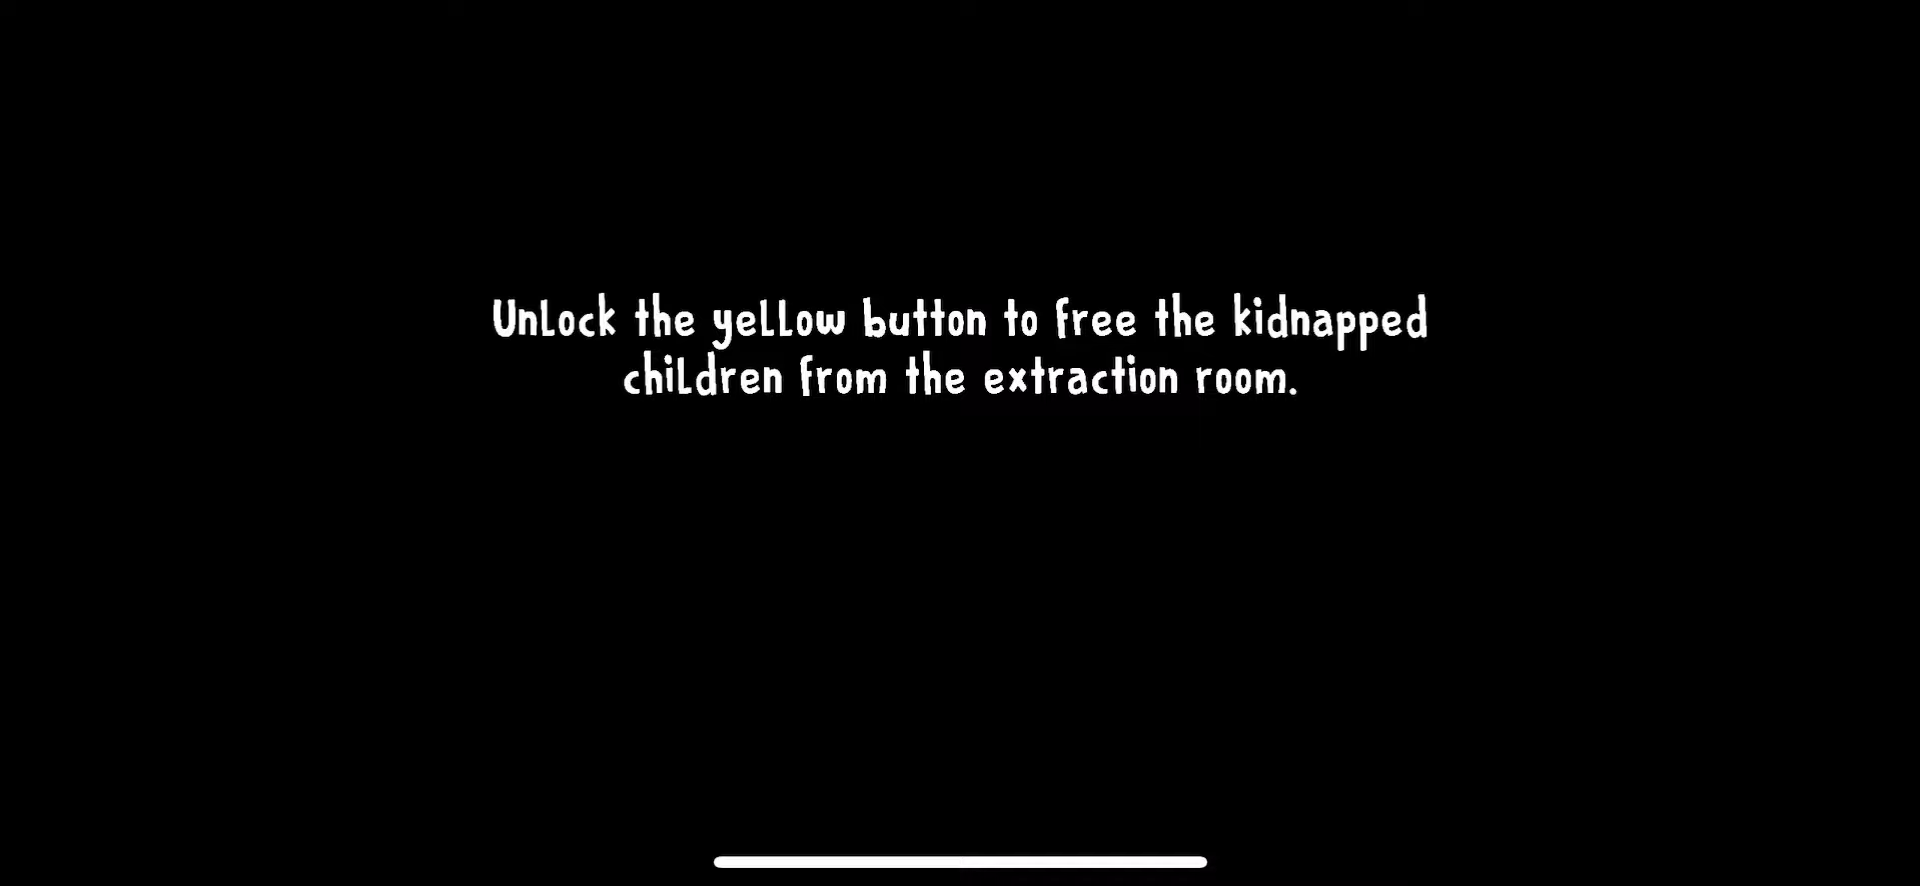 Unlock the yellow button to free the kidnapped
children from the extraction room.